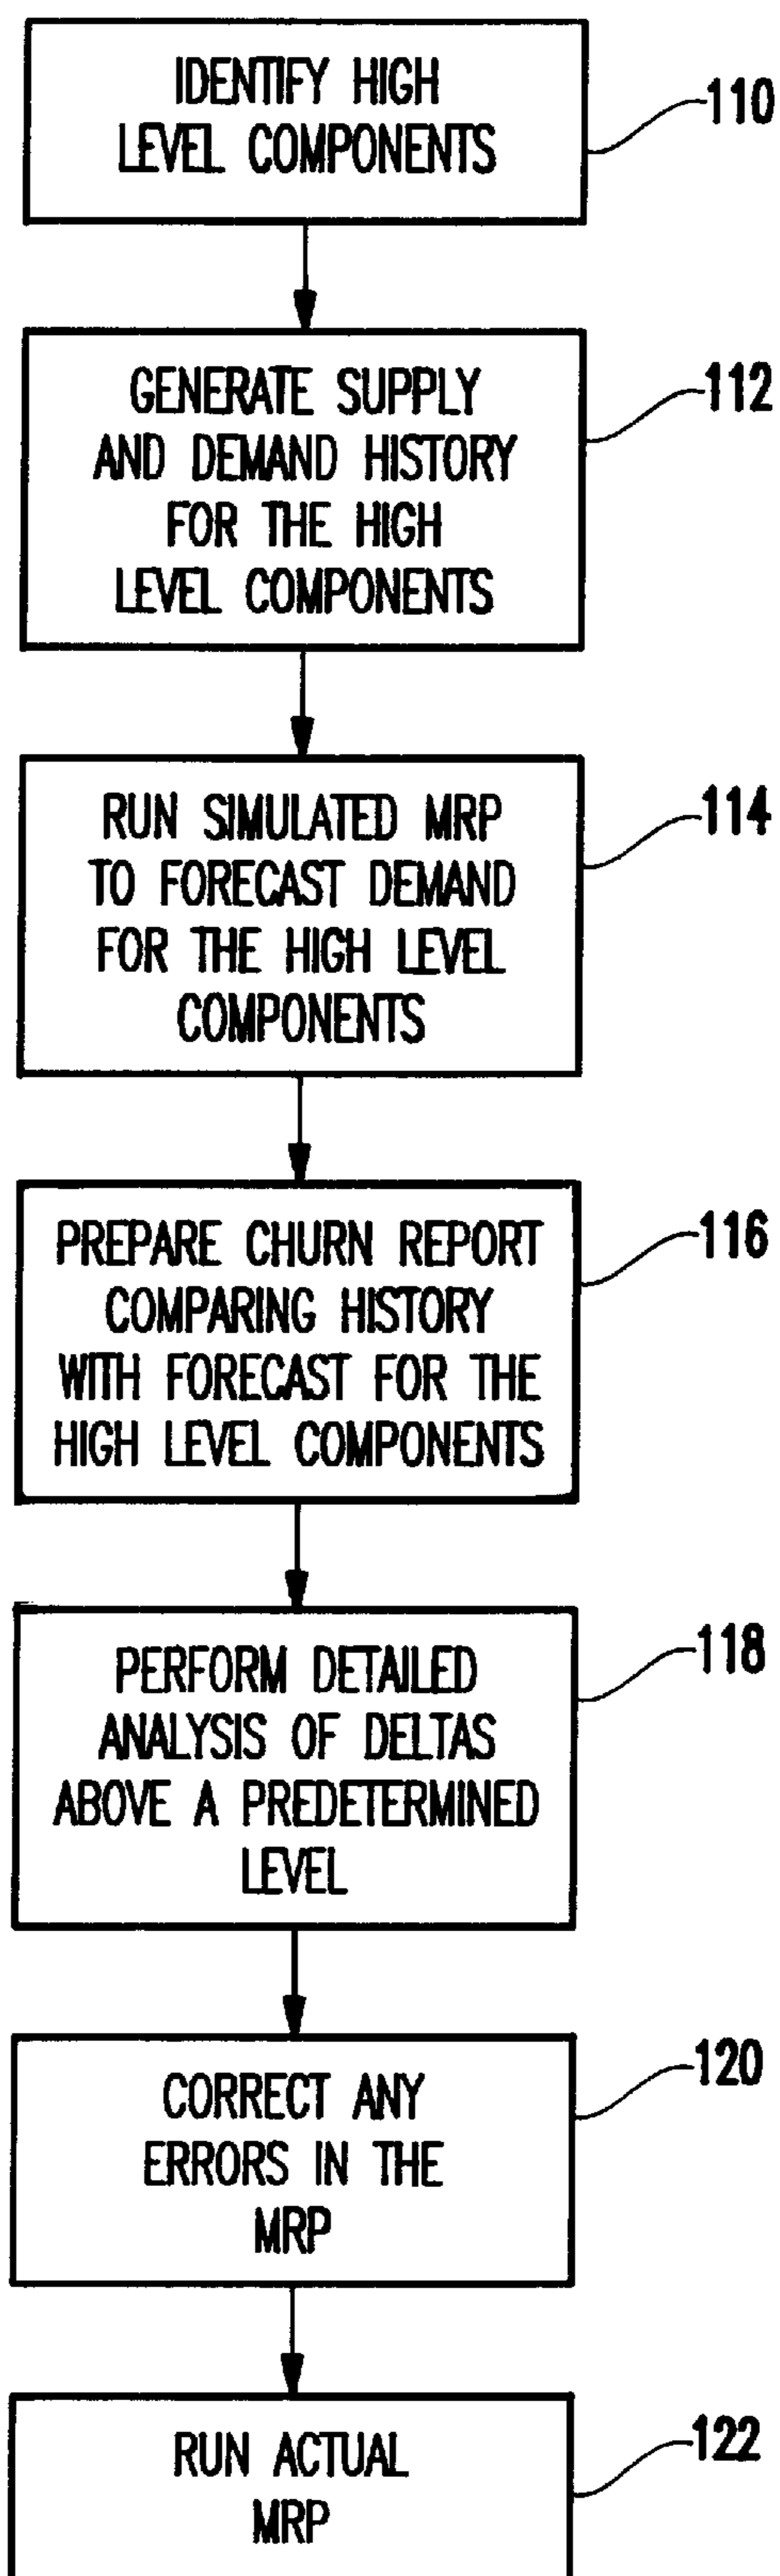 IDENTIFY HIGH
LEVEL COMPONENTS
110
GENERATE SUPPLY
AND DEMAND HISTORY
FOR THE HIGH
LEVEL COMPONENTS
112
RUN SIMULATED MRP
TO FORECAST DEMAND
FOR THE HIGH LEVEL
COMPONENTS
114
PREPARE CHURN REPORT
COMPARING HISTORY
WITH FORECAST FOR THE
HIGH LEVEL COMPONENTS
116
PERFORM DETAILED
ANALYSIS OF DELTAS
ABOVE A PREDETERMINED
LEVEL
118
CORRECT ANY
ERRORS IN THE
MRP
120
RUN ACTUAL
MRP
122